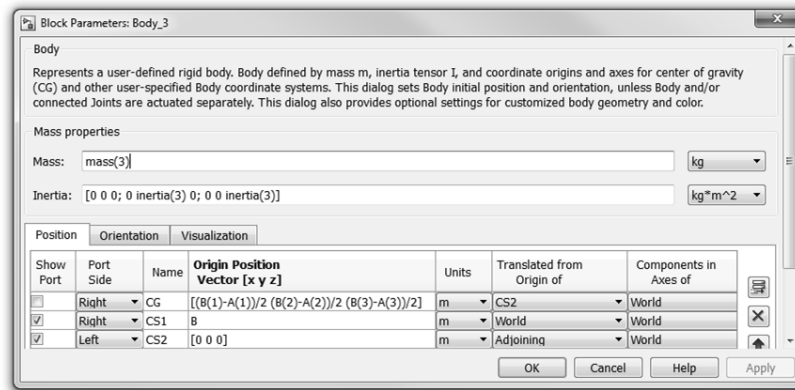 Block Parameters: Body_3
Body
Represents a user-defined rigid body. Body defined by mass m, inertia tensor I, and coordinate origins and axes for center of gravity
(CG) and other user-specified Body coordinate systems. This dialog sets Body initial position and orientation, unless Body and/or
connected Joints are actuated separately. This dialog also provides optional settings for customized body geometry and color.
Mass properties
Mass: mass(3) kg
Inertia: [0 0 0; 0 inertia(3) 0; 0 0 inertia(3)] kg*m^2
Position Orientation Visualization
Show Port Name Origin Position Units Translated from Components in
Port Side Vector [x y z] Origin of Axes of
Right CG [(B(1)-A(1))/2 (B(2)-A(2))/2 (B(3)-A(3))/2] m CS2 World
Right CS1 B m World World
Left CS2 [0 0 0] m Adjoining World
OK Cancel Help Apply